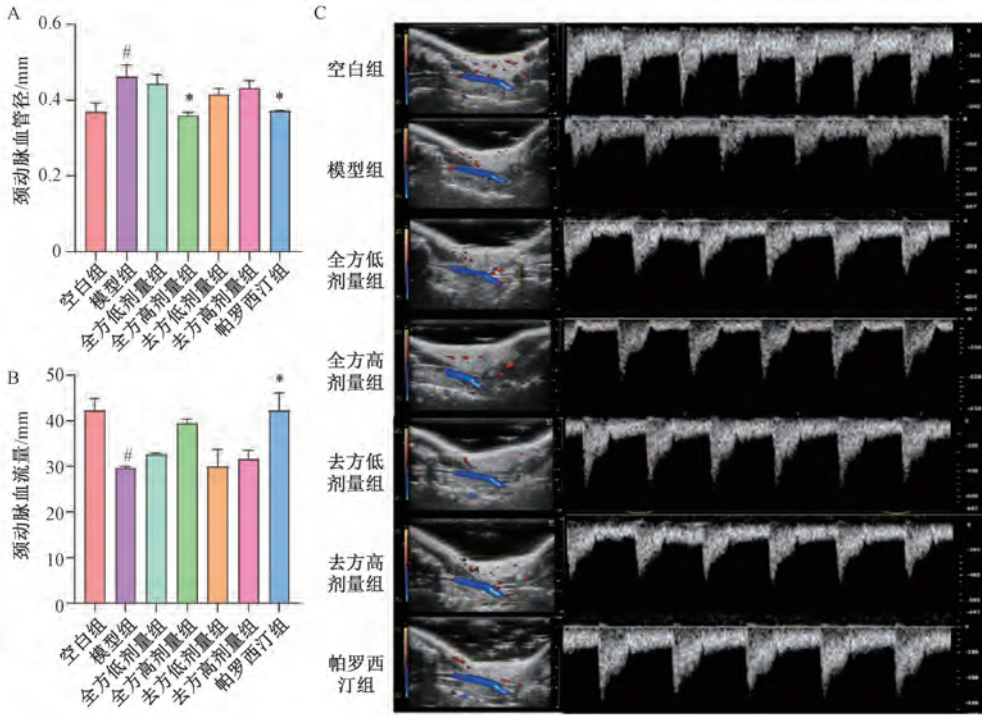 A
颈动脉血管径/mm
0.6
0.4
0.2
0
#
*
*
空白组
模型组
全方低剂量组
全方高剂量组
去方低剂量组
去方高剂量组
帕罗西汀组
B
颈动脉血流量/mm
50
40
30
20
10
0
#
*
空白组
模型组
全方低剂量组
全方高剂量组
去方低剂量组
去方高剂量组
帕罗西汀组
C
空白组
模型组
全方低
剂量组
全方高
剂量组
去方低
剂量组
去方高
剂量组
帕罗西
汀组